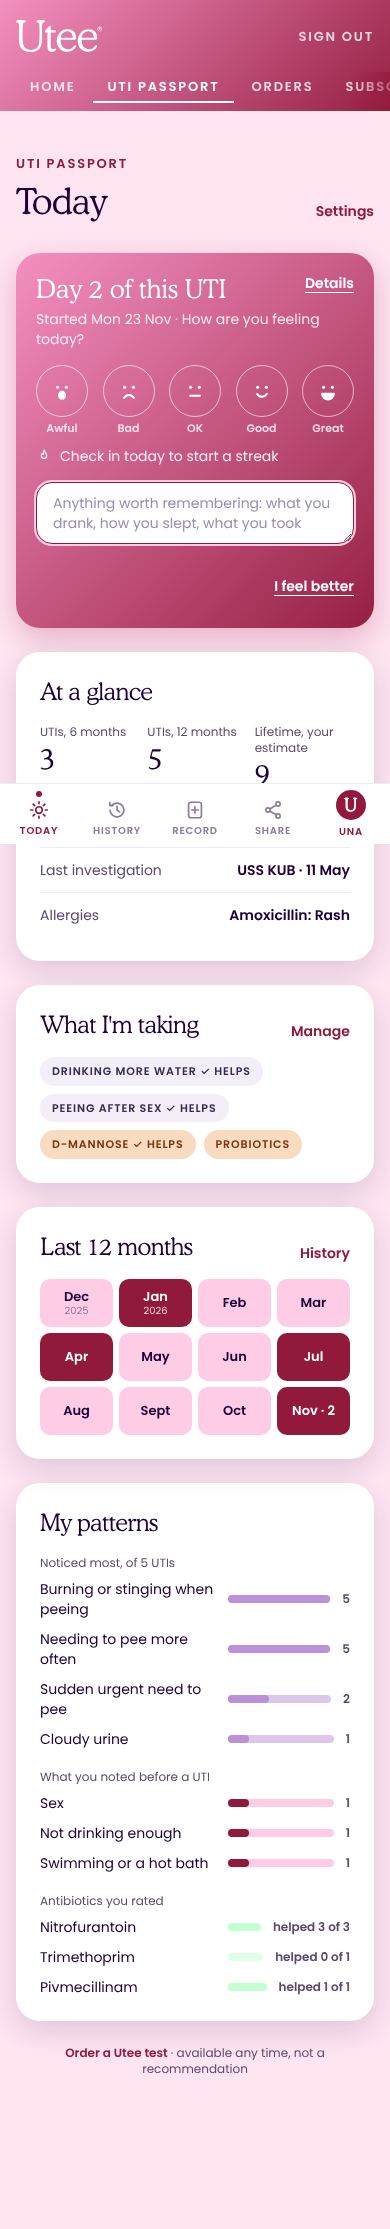 Utee®
SIGN OUT
HOME
UTI PASSPORT
ORDERS
UTI PASSPORT
Today
Settings
Day 2 of this UTI
Details
Started Mon 23 Nov · How are you feeling
today?
Awful
Bad
OK
Good
Great
Check in today to start a streak
Anything worth remembering: what you
drank, how you slept, what you took
I feel better
At a glance
UTIs, 6 months
3
UTIs, 12 months
5
Lifetime, your
estimate
9
TODAY
HISTORY
RECORD
SHARE
U
UNA
Last investigation
USS KUB · 11 May
Allergies
Amoxicillin: Rash
What I'm taking
Manage
DRINKING MORE WATER ✓ HELPS
PEEING AFTER SEX ✓ HELPS
D-MANNOSE ✓ HELPS
PROBIOTICS
Last 12 months
History
Dec
2025
Jan
2026
Feb
Mar
Apr
May
Jun
Jul
Aug
Sept
Oct
Nov · 2
My patterns
Noticed most, of 5 UTIs
Burning or stinging when
peeing
5
Needing to pee more
often
5
Sudden urgent need to
pee
2
Cloudy urine
1
What you noted before a UTI
Sex
1
Not drinking enough
1
Swimming or a hot bath
1
Antibiotics you rated
Nitrofurantoin
helped 3 of 3
Trimethoprim
helped 0 of 1
Pivmecillinam
helped 1 of 1
Order a Utee test · available any time, not a
recommendation